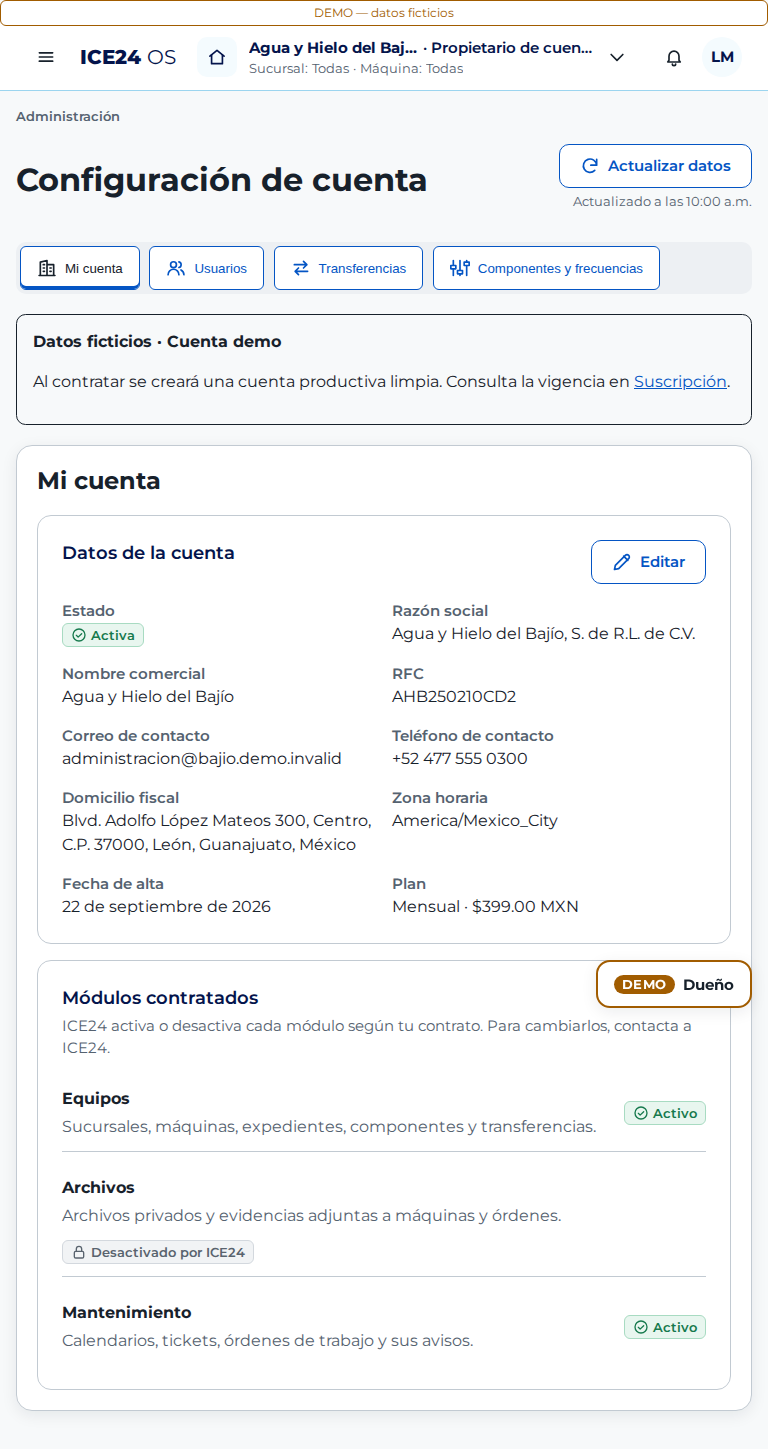 DEMO — datos ficticios
ICE24 OS
Agua y Hielo del Baj... · Propietario de cuen...
Sucursal: Todas · Máquina: Todas
LM
Administración
Configuración de cuenta
Actualizar datos
Actualizado a las 10:00 a.m.
Mi cuenta
Usuarios
Transferencias
Componentes y frecuencias
Datos ficticios · Cuenta demo
Al contratar se creará una cuenta productiva limpia. Consulta la vigencia en Suscripción.
Mi cuenta
Datos de la cuenta
Editar
Estado
Activa
Razón social
Agua y Hielo del Bajío, S. de R.L. de C.V.
Nombre comercial
Agua y Hielo del Bajío
RFC
AHB250210CD2
Correo de contacto
administracion@bajio.demo.invalid
Teléfono de contacto
+52 477 555 0300
Domicilio fiscal
Blvd. Adolfo López Mateos 300, Centro,
C.P. 37000, León, Guanajuato, México
Zona horaria
America/Mexico_City
Fecha de alta
22 de septiembre de 2026
Plan
Mensual · $399.00 MXN
DEMO Dueño
Módulos contratados
ICE24 activa o desactiva cada módulo según tu contrato. Para cambiarlos, contacta a
ICE24.
Equipos
Sucursales, máquinas, expedientes, componentes y transferencias.
Activo
Archivos
Archivos privados y evidencias adjuntas a máquinas y órdenes.
Desactivado por ICE24
Mantenimiento
Calendarios, tickets, órdenes de trabajo y sus avisos.
Activo